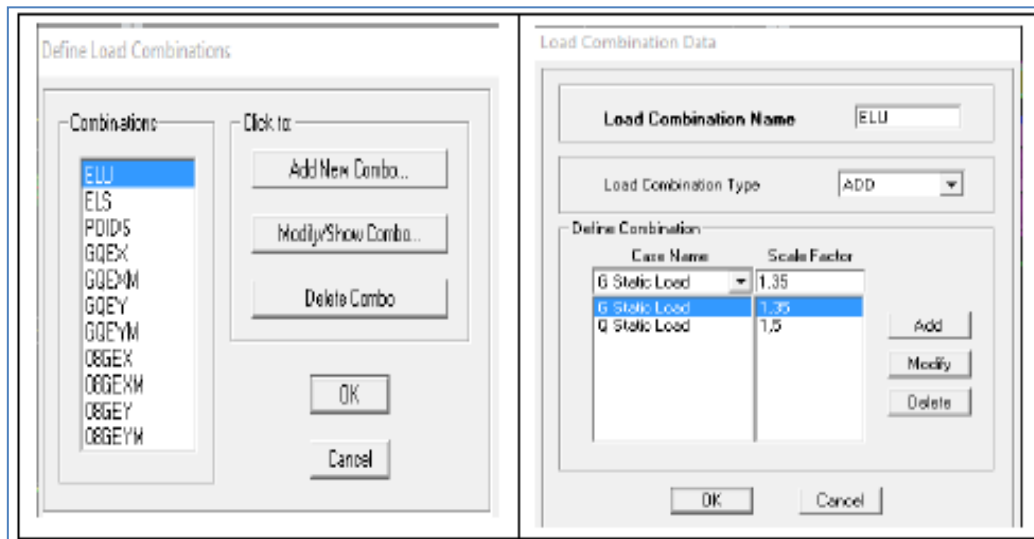 Define Load Combinations
Combinations
ELU
ELS
POIDS
GQEX
GQEXM
GQEY
GQEYM
08GEX
08GEXM
08GEY
08GEYM
Click to:
Add New Combo...
Modify/Show Combo...
Delete Combo
OK
Cancel
Load Combination Data
Load Combination Name ELU
Load Combination Type ADD
Define Combination
Case Name Scale Factor
G Static Load 1.35
G Static Load 1.35
Q Static Load 1,5
Add
Modify
Delete
OK Cancel